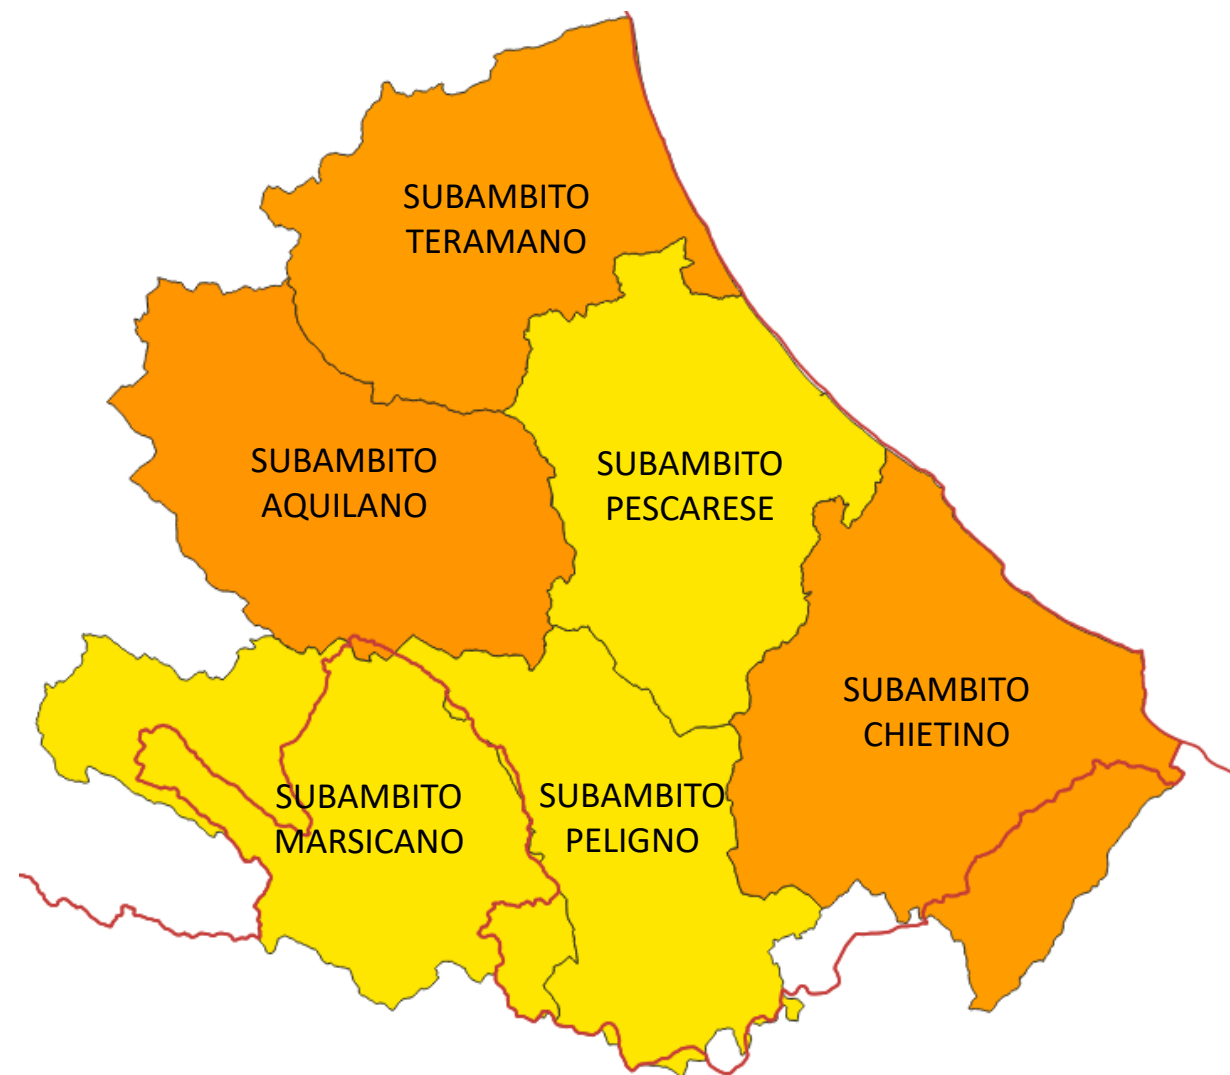 SUBAMBITO
TERAMANO
SUBAMBITO
AQUILANO
SUBAMBITO
PESCARESE
SUBAMBITO
CHIETINO
SUBAMBITO
MARSICANO
SUBAMBITO
PELIGNO